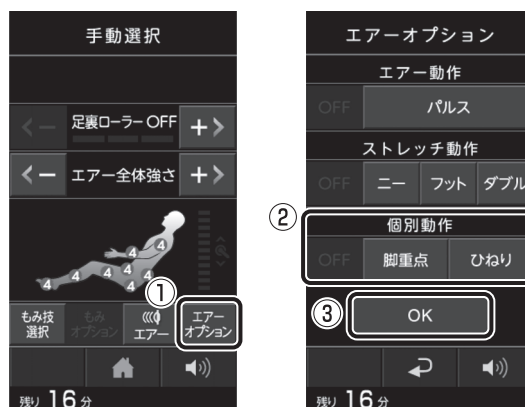 手動選択
足裏ローラー OFF
エアー全体強さ
4
4
4 4
4 4
4
①
もみ技
選択
もみ
オプション
エアー
エアー
オプション
残り 16 分
エアーオプション
エアー動作
OFF
パルス
ストレッチ動作
OFF
ニー
フット
ダブル
②
個別動作
OFF
脚重点
ひねり
③
OK
残り 16 分